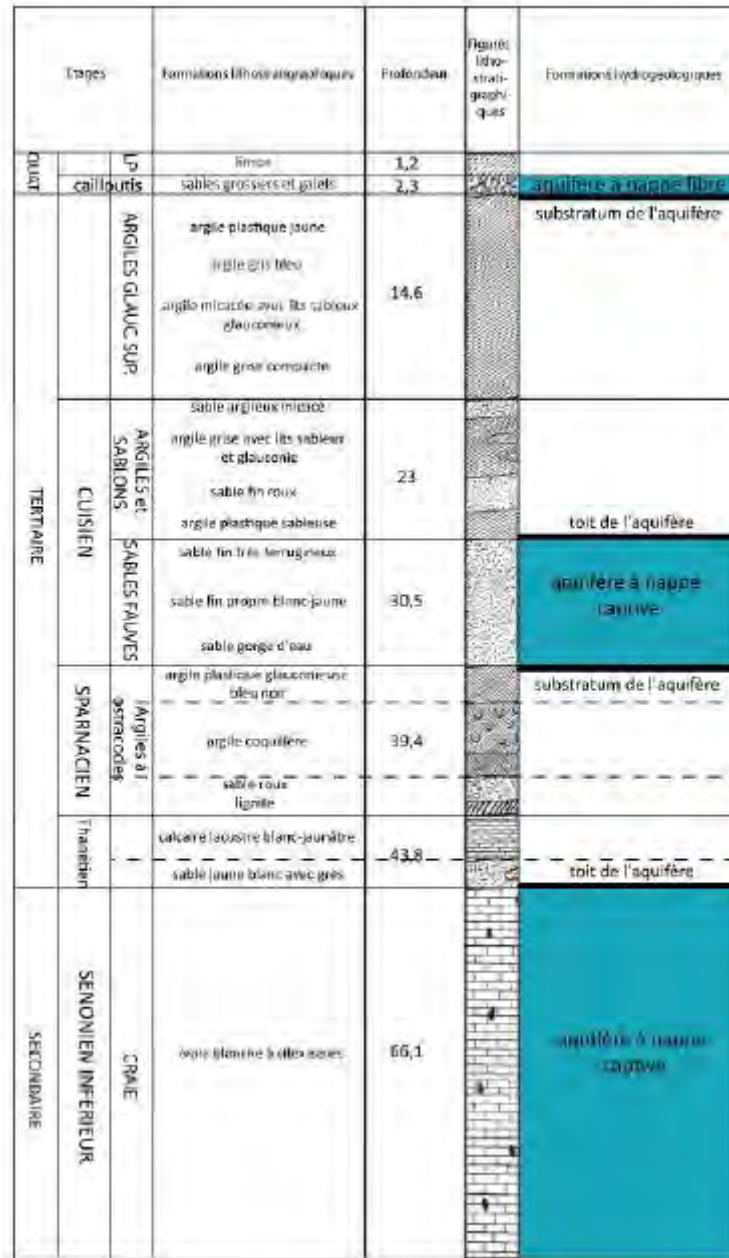 Etages
Formations lithostratigraphiques
Profondeur
Figurés
litho-
strati-
graphi-
ques
Formations hydrogéologiques
QUAT
LP
limon
1,2
cailloutis
sables grossiers et galets
2,3
aquifère à nappe libre
substratum de l'aquifère
TERTIAIRE
ARGILES GLAUC SUP
argile plastique jaune
argile gris bleu
argile micacée avec lits sableux
glauconieux
argile grise compacte
14,6
CUISIEN
ARGILES et
SABLONS
sable argileux micacé
argile grise avec lits sableux
et glauconie
sable fin roux
argile plastique sableuse
23
toit de l'aquifère
SABLES FAUVES
sable fin très ferrugineux
sable fin propre blanc-jaune
sable gorgé d'eau
30,5
aquifère à nappe
captive
SPARNACIEN
Argiles à
ostracodes
argile plastique glauconieuse
bleu noir
substratum de l'aquifère
argile coquillère
39,4
sable roux
lignite
Thanétien
calcaire lacustre blanc-jaunâtre
43,8
sable jaune blanc avec grès
toit de l'aquifère
SECONDAIRE
SENONIEN INFERIEUR
CRAIE
craie blanche à silex
66,1
aquifère à nappe
captive